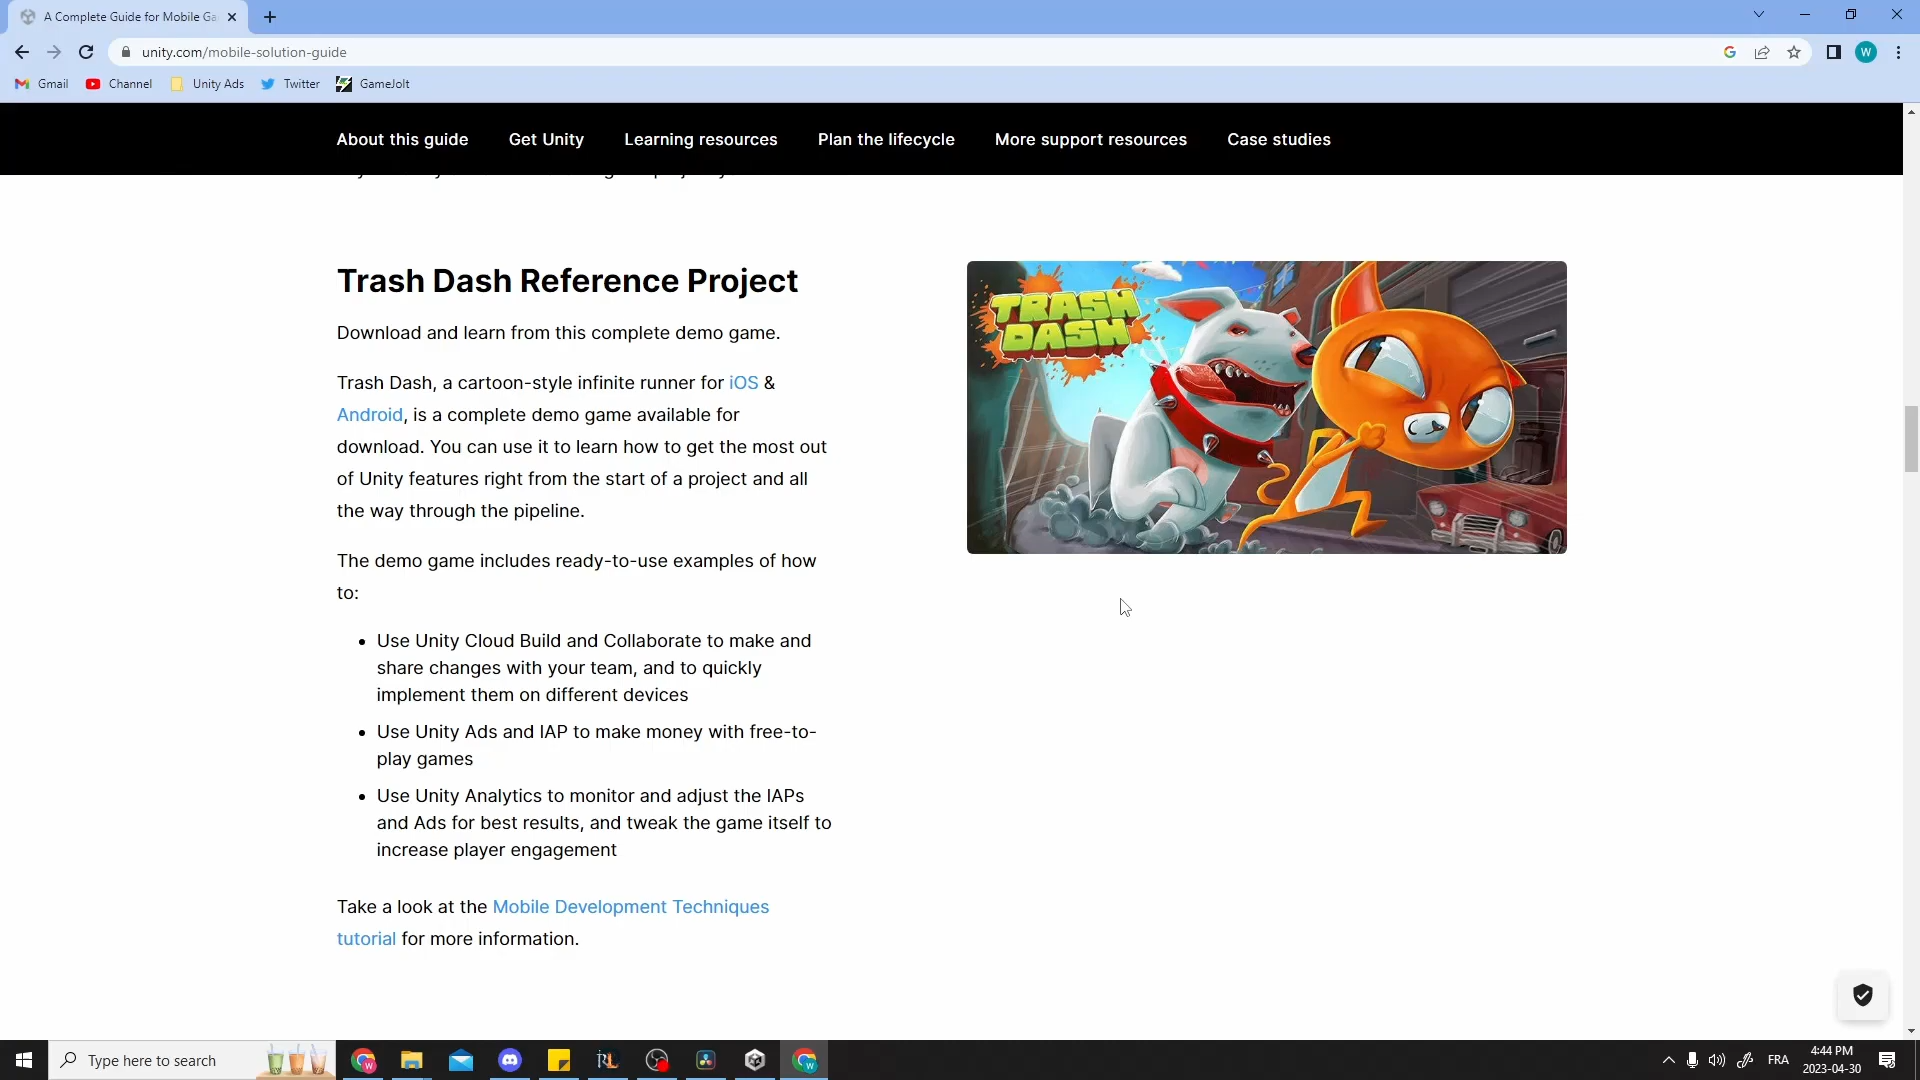 A Complete Guide for Mobile Ga
unity.com/mobile-solution-guide
W
Gmail
Channel
Unity Ads
Twitter
GameJolt
About this guide
Get Unity
Learning resources
Plan the lifecycle
More support resources
Case studies
Trash Dash Reference Project
Download and learn from this complete demo game.
Trash Dash, a cartoon-style infinite runner for iOS &
Android, is a complete demo game available for
download. You can use it to learn how to get the most out
of Unity features right from the start of a project and all
the way through the pipeline.
The demo game includes ready-to-use examples of how
to:
• Use Unity Cloud Build and Collaborate to make and
share changes with your team, and to quickly
implement them on different devices
• Use Unity Ads and IAP to make money with free-to-
play games
• Use Unity Analytics to monitor and adjust the IAPs
and Ads for best results, and tweak the game itself to
increase player engagement
Take a look at the Mobile Development Techniques
tutorial for more information.
TRASH
DASH
Type here to search
FRA
4:44 PM
2023-04-30